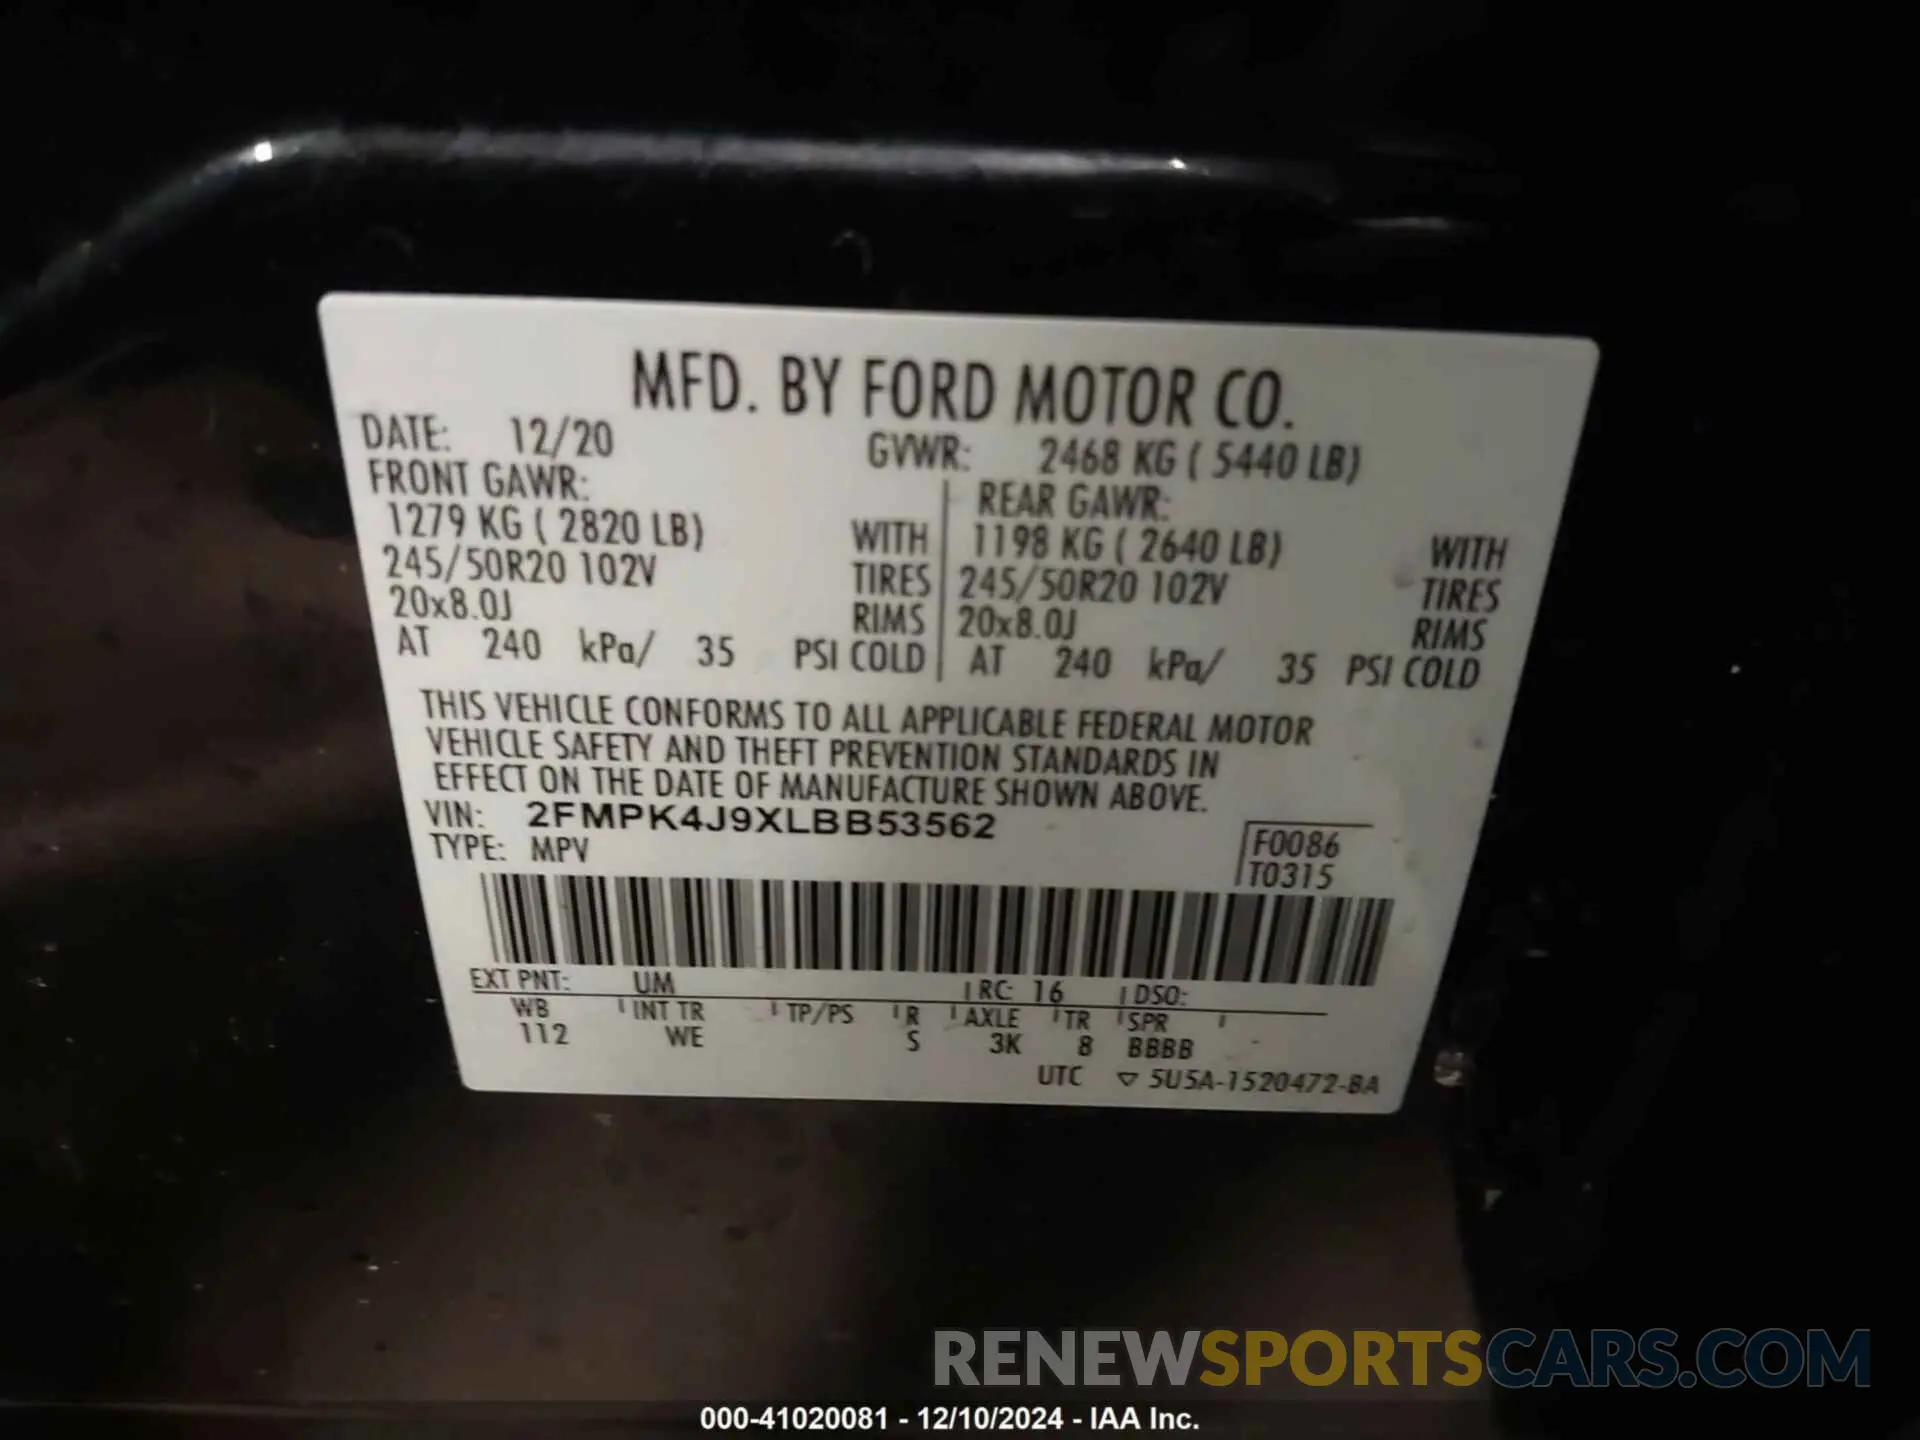 MFD. BY FORD MOTOR CO.
DATE: 12/20 GVWR: 2468 KG ( 5440 LB)
FRONT GAWR: REAR GAWR:
1279 KG ( 2820 LB) WITH 1198 KG ( 2640 LB) WITH
245/50R20 102V TIRES 245/50R20 102V TIRES
20x8.0J RIMS 20x8.0J RIMS
AT 240 kPa/ 35 PSI COLD AT 240 kPa/ 35 PSI COLD
THIS VEHICLE CONFORMS TO ALL APPLICABLE FEDERAL MOTOR
VEHICLE SAFETY AND THEFT PREVENTION STANDARDS IN
EFFECT ON THE DATE OF MANUFACTURE SHOWN ABOVE.
VIN: 2FMPK4J9XLBB53562
TYPE: MPV
F0086
T0315
EXT PNT: UM RC: 16 DSO:
WB INT TR TP/PS R AXLE TR SPR
112 WE S 3K 8 BBBB
UTC ▽ 5U5A-1520472-BA
RENEWSPORTSCARS.COM
000-41020081 - 12/10/2024 - IAA Inc.